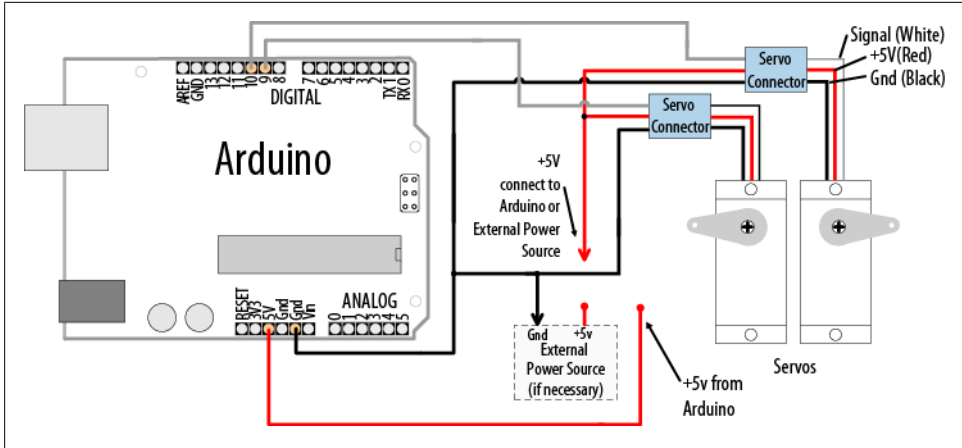 Signal (White)
+5V(Red)
Gnd (Black)
Servo
Connector
Servo
Connector
AREF
GND
13
12
11
10
9
8
7
6
5
4
3
2
TX 1
RX0
DIGITAL
Arduino
+5V
connect to
Arduino or
External Power
Source
RESET
3V3
5V
Gnd
Gnd
Vin
ANALOG
0
1
2
3
4
5
Gnd
+5v
External
Power Source
(if necessary)
+5v from
Arduino
Servos